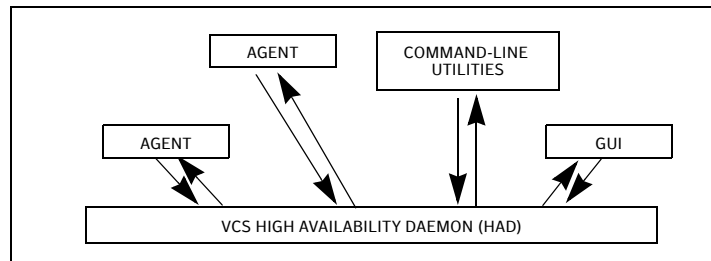 AGENT
COMMAND-LINE
UTILITIES
AGENT
GUI
VCS HIGH AVAILABILITY DAEMON (HAD)